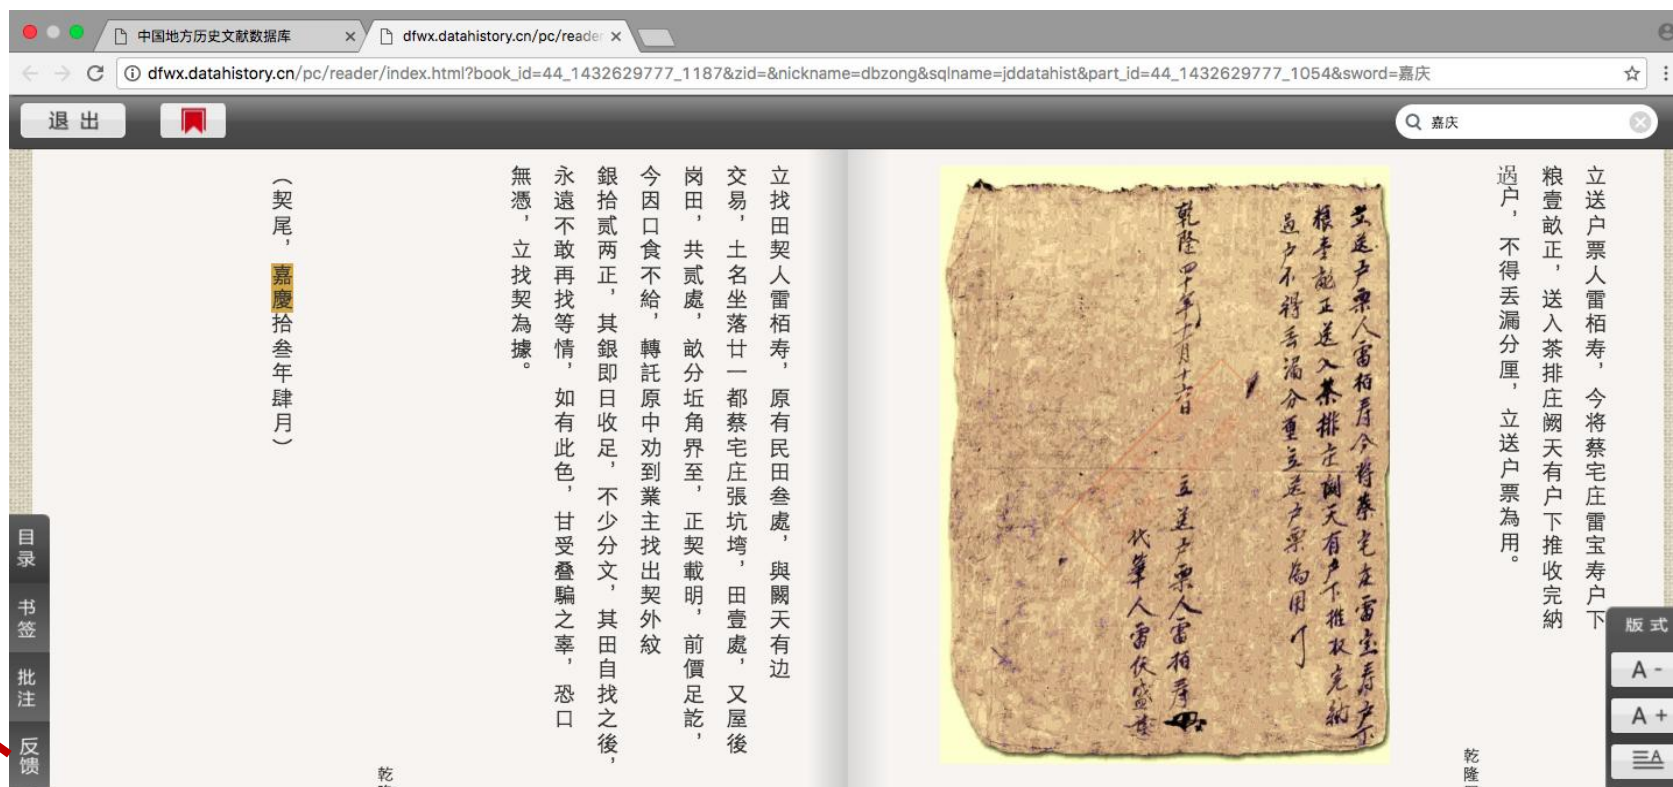 中国地方历史文献数据库
dfwx.datahistory.cn/pc/reade
dfwx.datahistory.cn/pc/reader/index.html?book_id=44_1432629777_1187&zid=&nickname=dbzong&sqlname=jddatahist&part_id=44_1432629777_1054&sword=嘉庆
退出
嘉庆
立送户票人雷栢寿，今将蔡宅庄雷宝寿户下
粮壹畝正，送入茶排庄阙天有户下推收完納
過户，不得丟漏分厘，立送户票為用。
乾隆
立送户票人雷栢寿今将蔡宅庄雷宝寿户下
粮壹畝正送入茶排庄闕天有户下推收完納
過户不得丢漏分厘立送户票為用
乾隆四十年十一月十六日 立送户票人雷栢寿
代筆人雷伏盛
立找田契人雷栢寿，原有民田叁處，與闕天有边
交易，土名坐落廿一都蔡宅庄張坑塆，田壹處，又屋後
岗田，共贰處，畝分坵角界至，正契載明，前價足訖，
今因口食不給，轉託原中劝到業主找出契外紋
銀拾贰两正，其銀即日收足，不少分文，其田自找之後，
永遠不敢再找等情，如有此色，甘受叠騙之辜，恐口
無憑，立找契為據。
乾
（契尾，嘉慶拾叁年肆月）
目录
书签
批注
反馈
版式
A -
A +
A